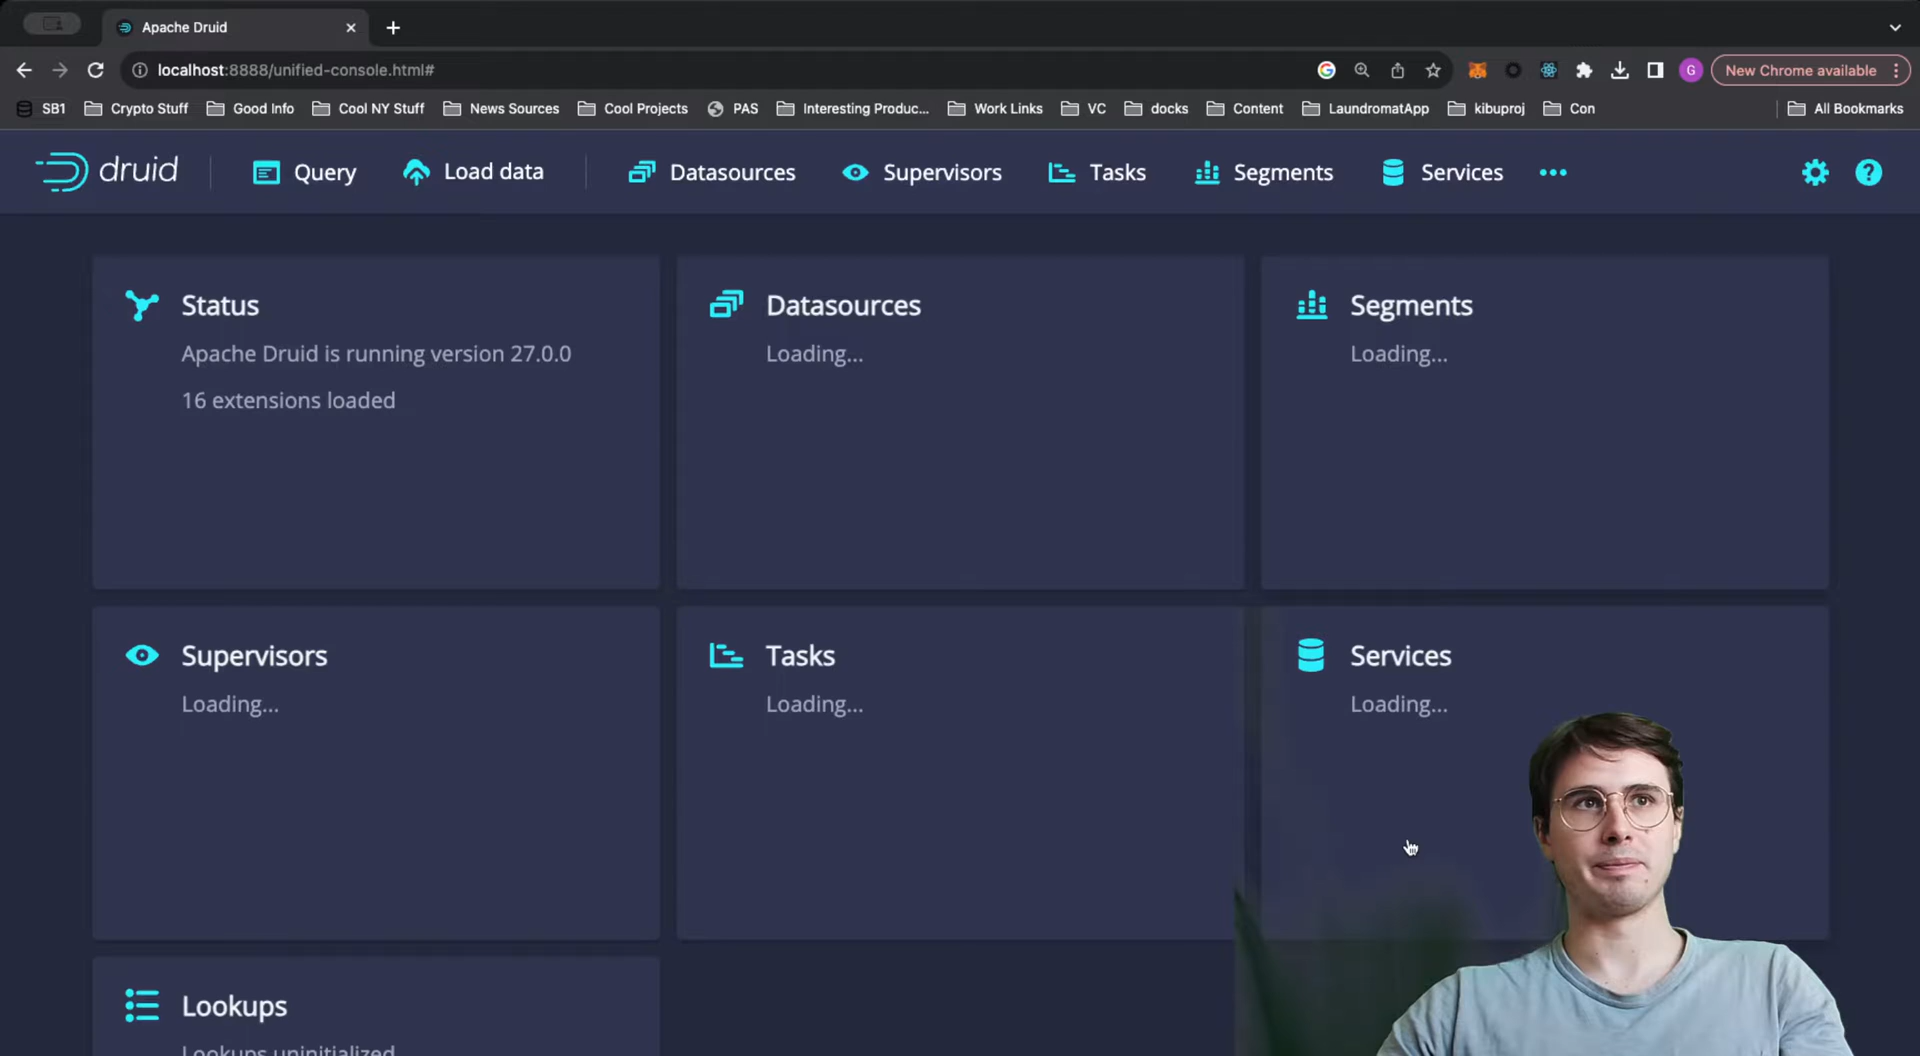 Apache Druid
localhost:8888/unified-console.html#
G
New Chrome available
SB1
Crypto Stuff
Good Info
Cool NY Stuff
News Sources
Cool Projects
PAS
Interesting Produc...
Work Links
VC
docks
Content
LaundromatApp
kibuproj
Con
All Bookmarks
druid
Query
Load data
Datasources
Supervisors
Tasks
Segments
Services
Status
Apache Druid is running version 27.0.0
16 extensions loaded
Datasources
Loading...
Segments
Loading...
Supervisors
Loading...
Tasks
Loading...
Services
Loading...
Lookups
Lookups uninitialized